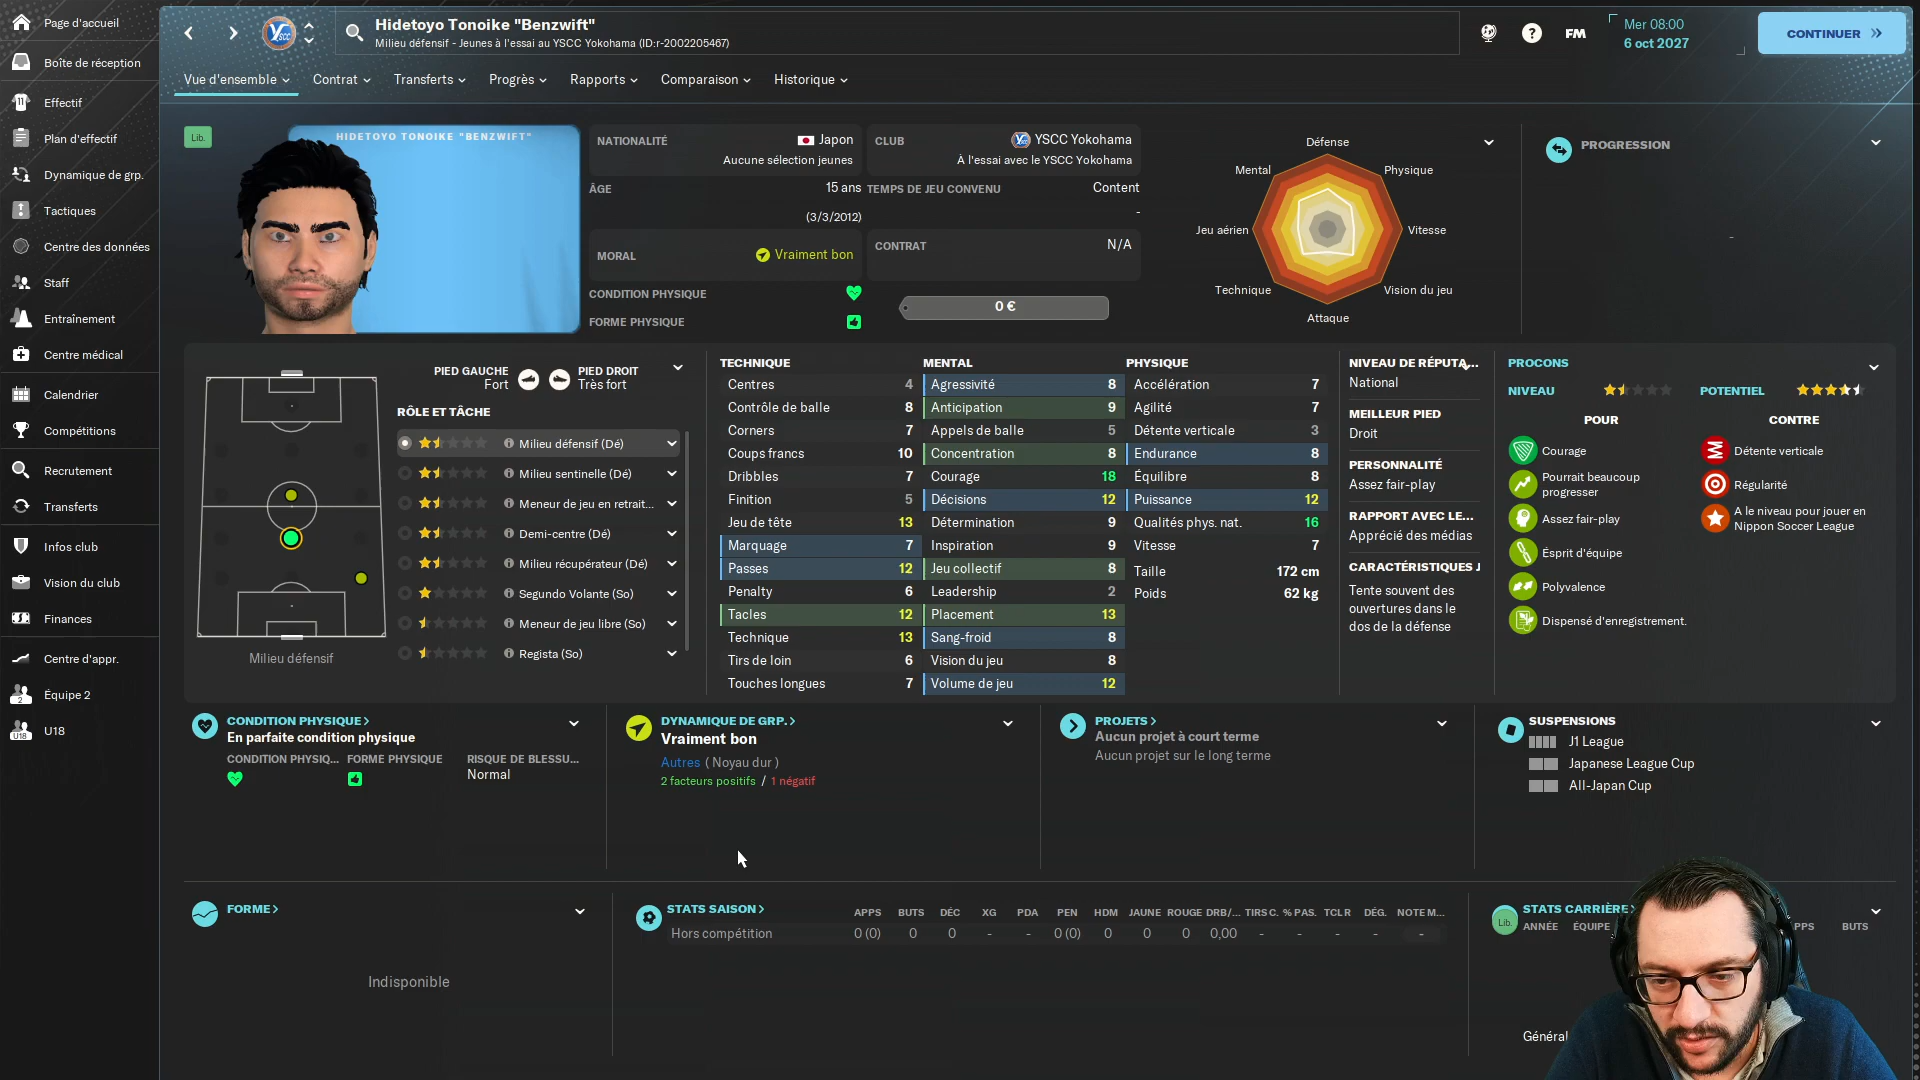 Page d'accueil
Boîte de réception
Effectif
Plan d'effectif
Dynamique de grp.
Tactiques
Centre des données
Staff
Entraînement
Centre médical
Calendrier
Compétitions
Recrutement
Transferts
Infos club
Vision du club
Finances
Centre d'appr.
Équipe 2
U18
Hidetoyo Tonoike "Benzwift"
Milieu défensif - Jeunes à l'essai au YSCC Yokohama (ID:r-2002205467)
FM
Mer 08:00
6 oct 2027
CONTINUER
Vue d'ensemble
Contrat
Transferts
Progrès
Rapports
Comparaison
Historique
Lib.
HIDETOYO TONOIKE "BENZWIFT"
NATIONALITÉ Japon
Aucune sélection jeunes
ÂGE 15 ans
(3/3/2012)
MORAL Vraiment bon
CONDITION PHYSIQUE
FORME PHYSIQUE
CLUB YSCC Yokohama
À l'essai avec le YSCC Yokohama
TEMPS DE JEU CONVENU Content
-
CONTRAT N/A
0 €
Défense
Physique
Vitesse
Vision du jeu
Attaque
Technique
Jeu aérien
Mental
PROGRESSION
-
PIED GAUCHE
Fort
PIED DROIT
Très fort
RÔLE ET TÂCHE
Milieu défensif (Dé)
Milieu sentinelle (Dé)
Meneur de jeu en retrait...
Demi-centre (Dé)
Milieu récupérateur (Dé)
Segundo Volante (So)
Meneur de jeu libre (So)
Regista (So)
Milieu défensif
TECHNIQUE
Centres 4
Contrôle de balle 8
Corners 7
Coups francs 10
Dribbles 7
Finition 5
Jeu de tête 13
Marquage 7
Passes 12
Penalty 6
Tacles 12
Technique 13
Tirs de loin 6
Touches longues 7
MENTAL
Agressivité 8
Anticipation 9
Appels de balle 5
Concentration 8
Courage 18
Décisions 12
Détermination 9
Inspiration 9
Jeu collectif 8
Leadership 2
Placement 13
Sang-froid 8
Vision du jeu 8
Volume de jeu 12
PHYSIQUE
Accélération 7
Agilité 7
Détente verticale 3
Endurance 8
Équilibre 8
Puissance 12
Qualités phys. nat. 16
Vitesse 7
Taille 172 cm
Poids 62 kg
NIVEAU DE RÉPUTA...
National
MEILLEUR PIED
Droit
PERSONNALITÉ
Assez fair-play
RAPPORT AVEC LE...
Apprécié des médias
CARACTÉRISTIQUES J
Tente souvent des
ouvertures dans le
dos de la défense
PROCONS
NIVEAU
POTENTIEL
POUR
Courage
Pourrait beaucoup
progresser
Assez fair-play
Ésprit d'équipe
Polyvalence
Dispensé d'enregistrement.
CONTRE
Détente verticale
Régularité
A le niveau pour jouer en
Nippon Soccer League
CONDITION PHYSIQUE
En parfaite condition physique
CONDITION PHYSIQ... FORME PHYSIQUE RISQUE DE BLESSU...
Normal
DYNAMIQUE DE GRP.
Vraiment bon
Autres ( Noyau dur )
2 facteurs positifs / 1 négatif
PROJETS
Aucun projet à court terme
Aucun projet sur le long terme
SUSPENSIONS
J1 League
Japanese League Cup
All-Japan Cup
FORME
Indisponible
STATS SAISON APPS BUTS DÉC XG PDA PEN HDM JAUNE ROUGE DRB/... TIRS C. % PAS. TCL R DÉG. NOTE M...
Hors compétition 0 (0) 0 0 - - 0 (0) 0 0 0 0,00 - - - - -
Lib.
STATS CARRIÈRE
ANNÉE ÉQUIPE PPS BUTS
Général